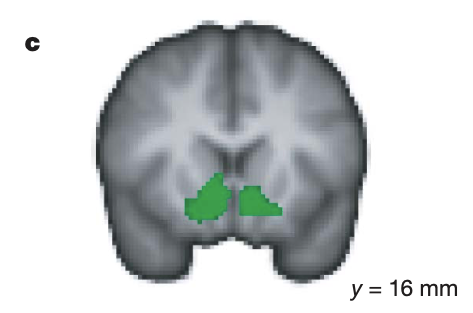 c
y = 16 mm